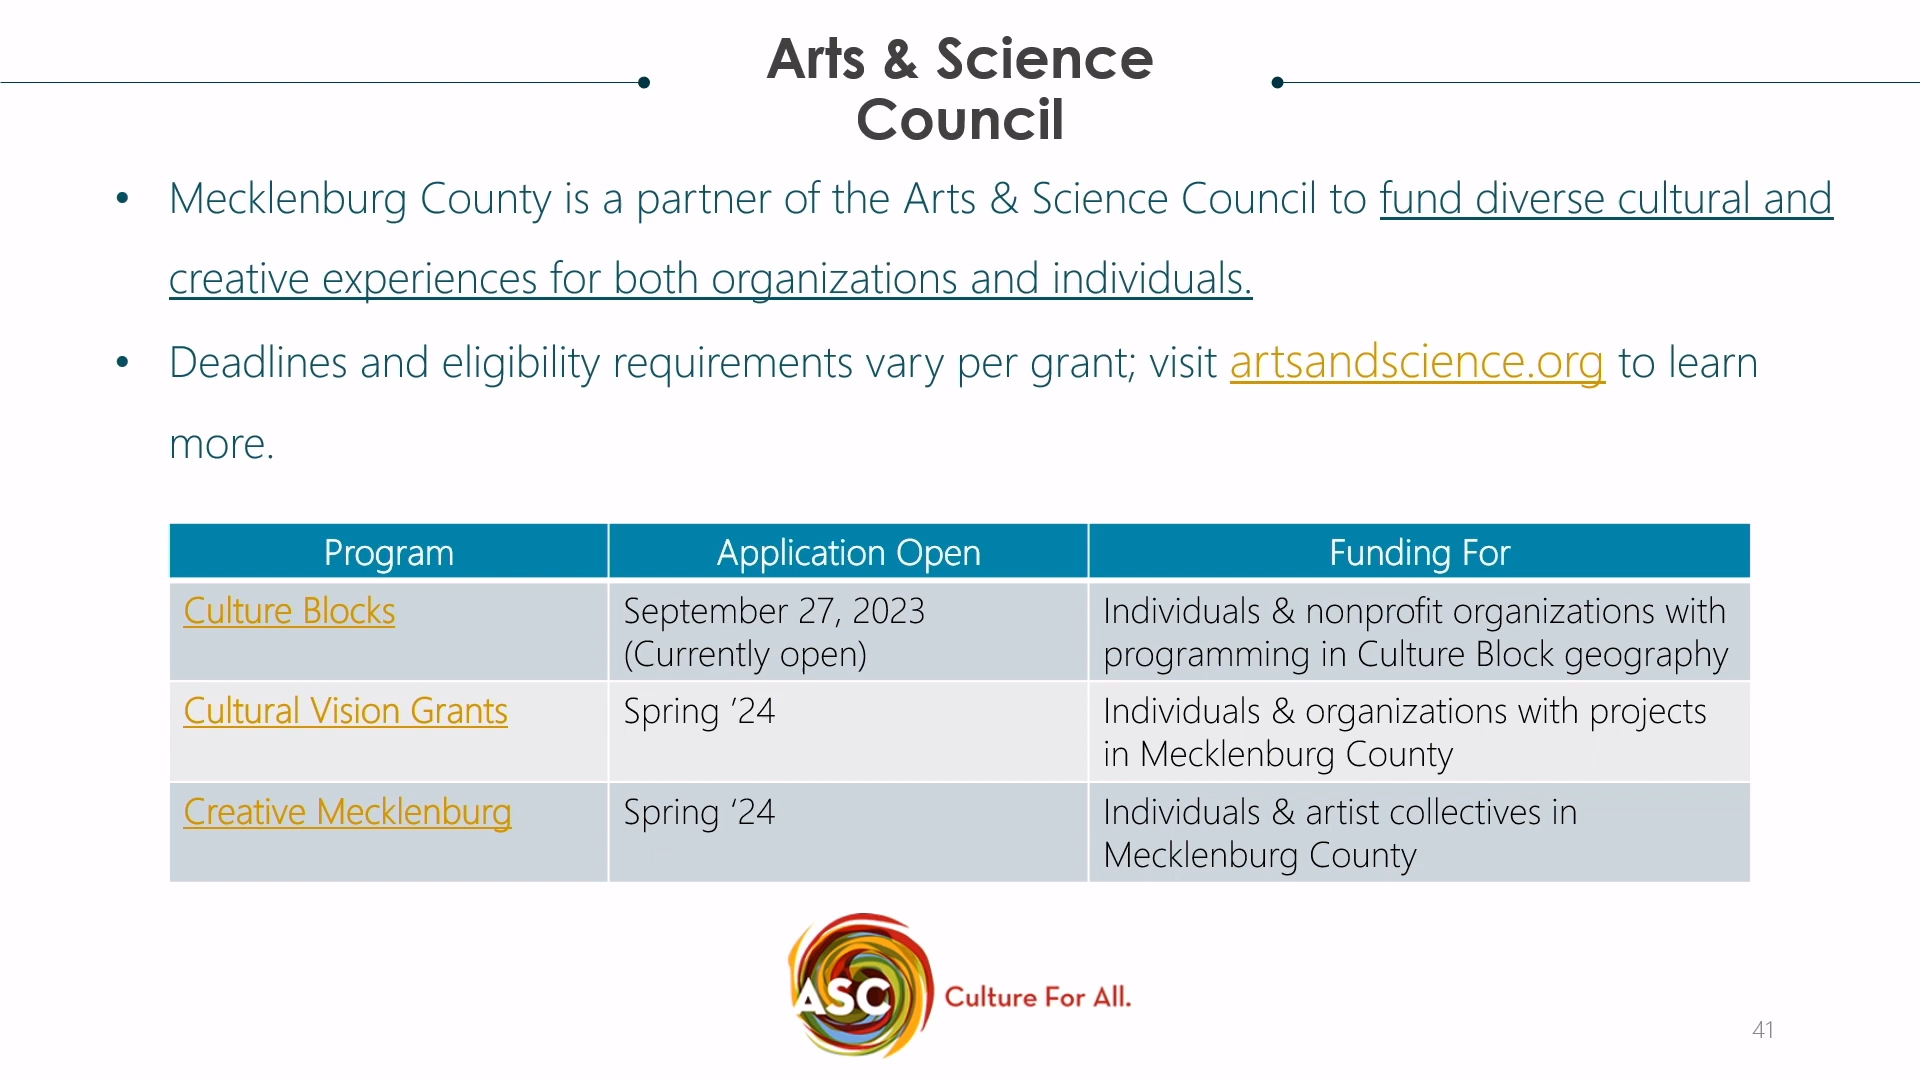 Arts & Science
Council
• Mecklenburg County is a partner of the Arts & Science Council to fund diverse cultural and
creative experiences for both organizations and individuals.
• Deadlines and eligibility requirements vary per grant; visit artsandscience.org to learn
more.
Program Application Open Funding For
Culture Blocks
September 27, 2023
(Currently open)
Individuals & nonprofit organizations with
programming in Culture Block geography
Cultural Vision Grants
Spring ’24
Individuals & organizations with projects
in Mecklenburg County
Creative Mecklenburg
Spring ‘24
Individuals & artist collectives in
Mecklenburg County
ASC
Culture For All.
41